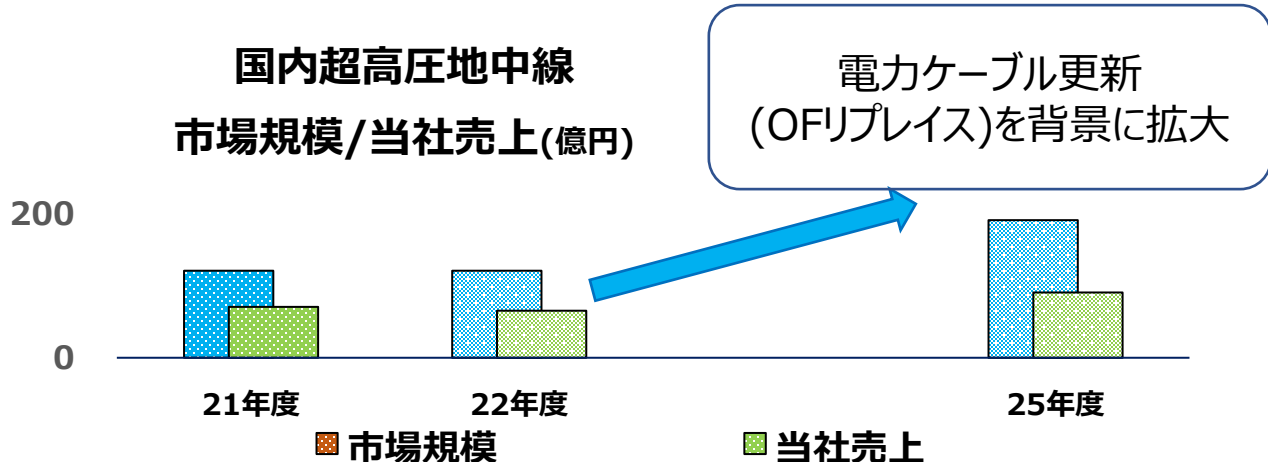 国内超高圧地中線
市場規模/当社売上(億円)
電力ケーブル更新
(OFリプレイス)を背景に拡大
200
0
21年度
22年度
25年度
市場規模
当社売上